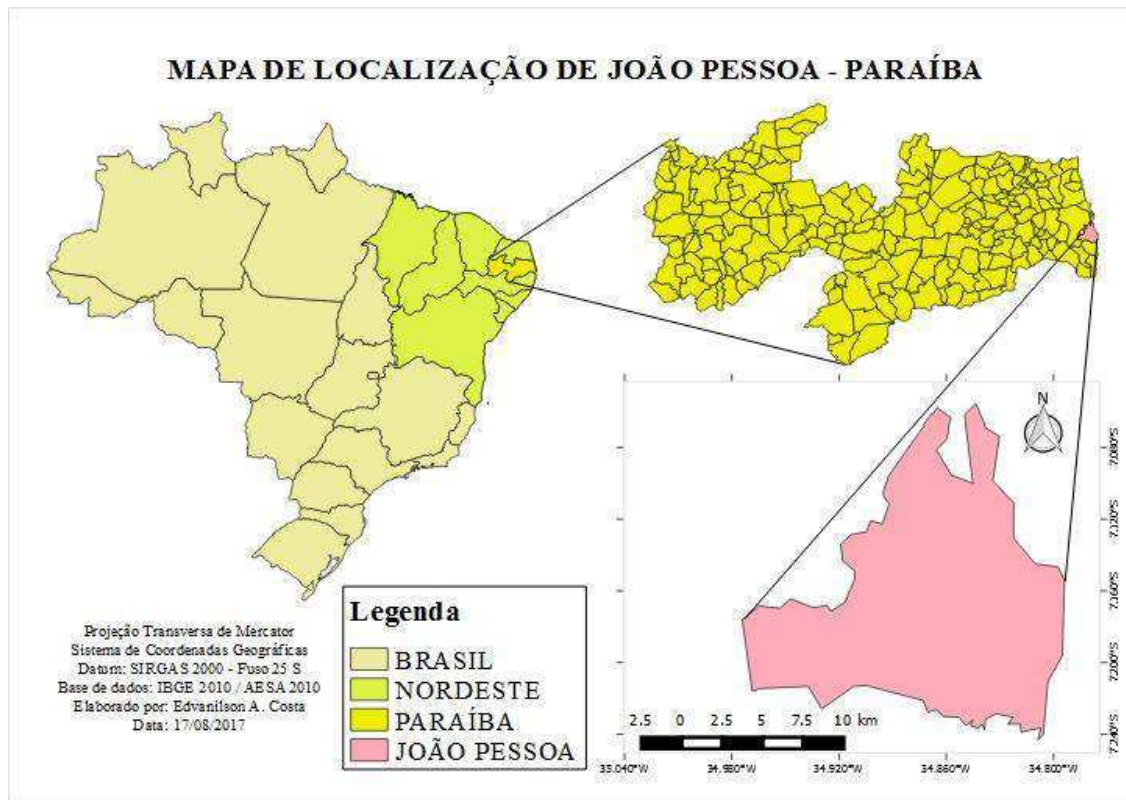 MAPA DE LOCALIZAÇÃO DE JOÃO PESSOA - PARAÍBA
N
7.080°S
7.120°S
7.160°S
7.200°S
7.240°S
Legenda
BRASIL
NORDESTE
PARAÍBA
JOÃO PESSOA
Projeção Transversa de Mercator
Sistema de Coordenadas Geográficas
Datum: SIRGAS 2000 - Fuso 25 S
Base de dados: IBGE 2010 / AESA 2010
Elaborado por: Edvanilson A. Costa
Data: 17/08/2017
2.5 0 2.5 5 7.5 10 km
34.980°W 34.920°W 34.860°W 34.800°W